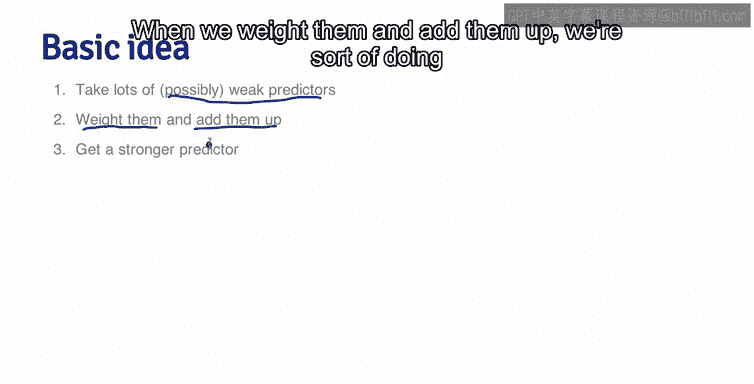 When we weight them and add them up, we're
sort of doing
Basic idea
1. Take lots of (possibly) weak predictors
2. Weight them and add them up
3. Get a stronger predictor